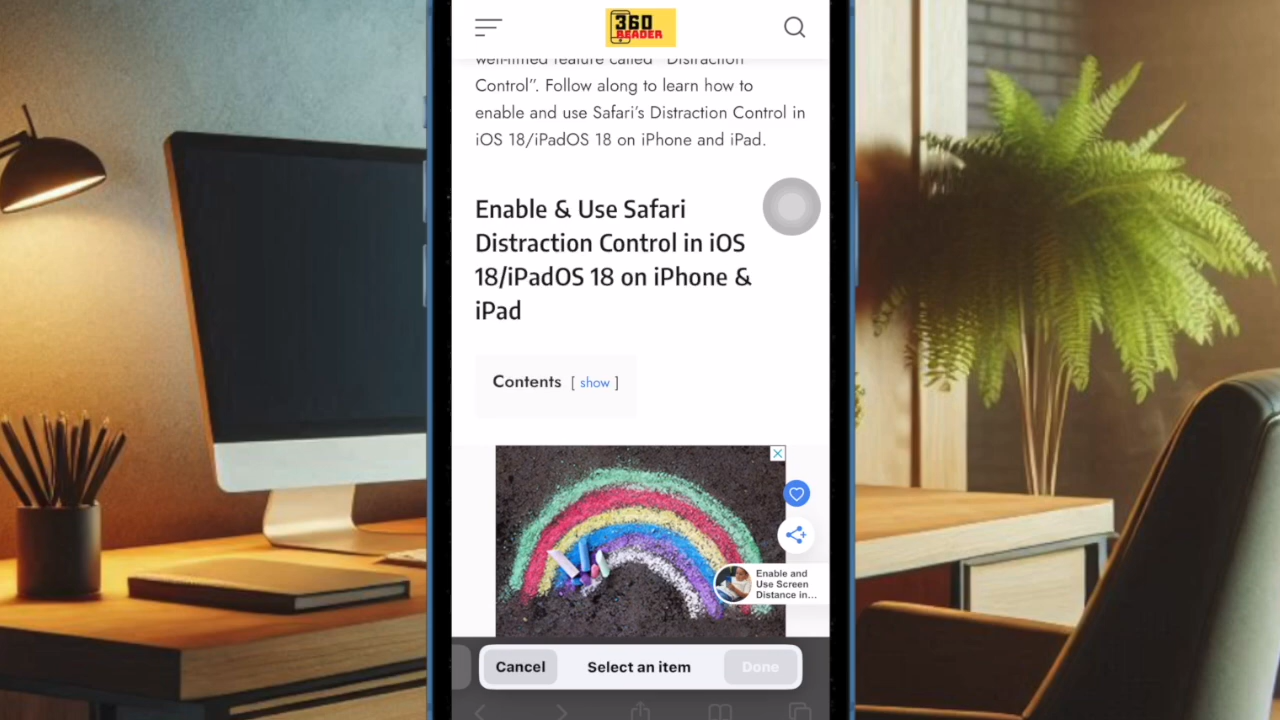 360
READER
well-fitted feature called “Distraction
Control”. Follow along to learn how to
enable and use Safari’s Distraction Control in
iOS 18/iPadOS 18 on iPhone and iPad.
Enable & Use Safari
Distraction Control in iOS
18/iPadOS 18 on iPhone &
iPad
Contents [ show ]
Enable and
Use Screen
Distance in...
Cancel Select an item Done